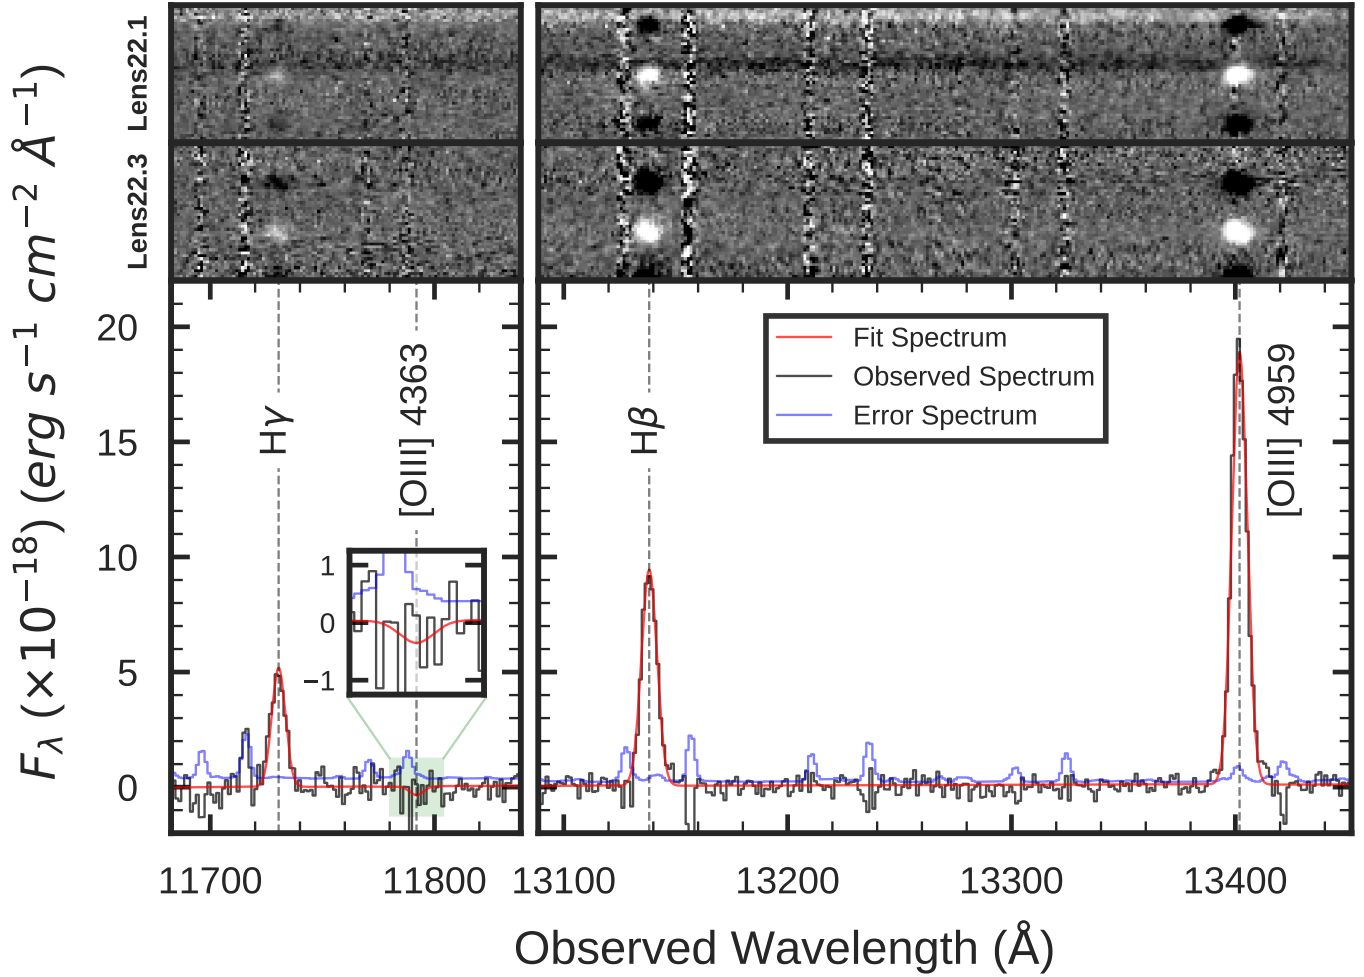 Lens22.1
Lens22.3
F_λ (×10^−18) (erg s^−1 cm^−2 Å^−1)
20
15
10
5
0
Hγ
[OIII] 4363
1
0
−1
Hβ
Fit Spectrum
Observed Spectrum
Error Spectrum
[OIII] 4959
11700
11800
13100
13200
13300
13400
Observed Wavelength (Å)